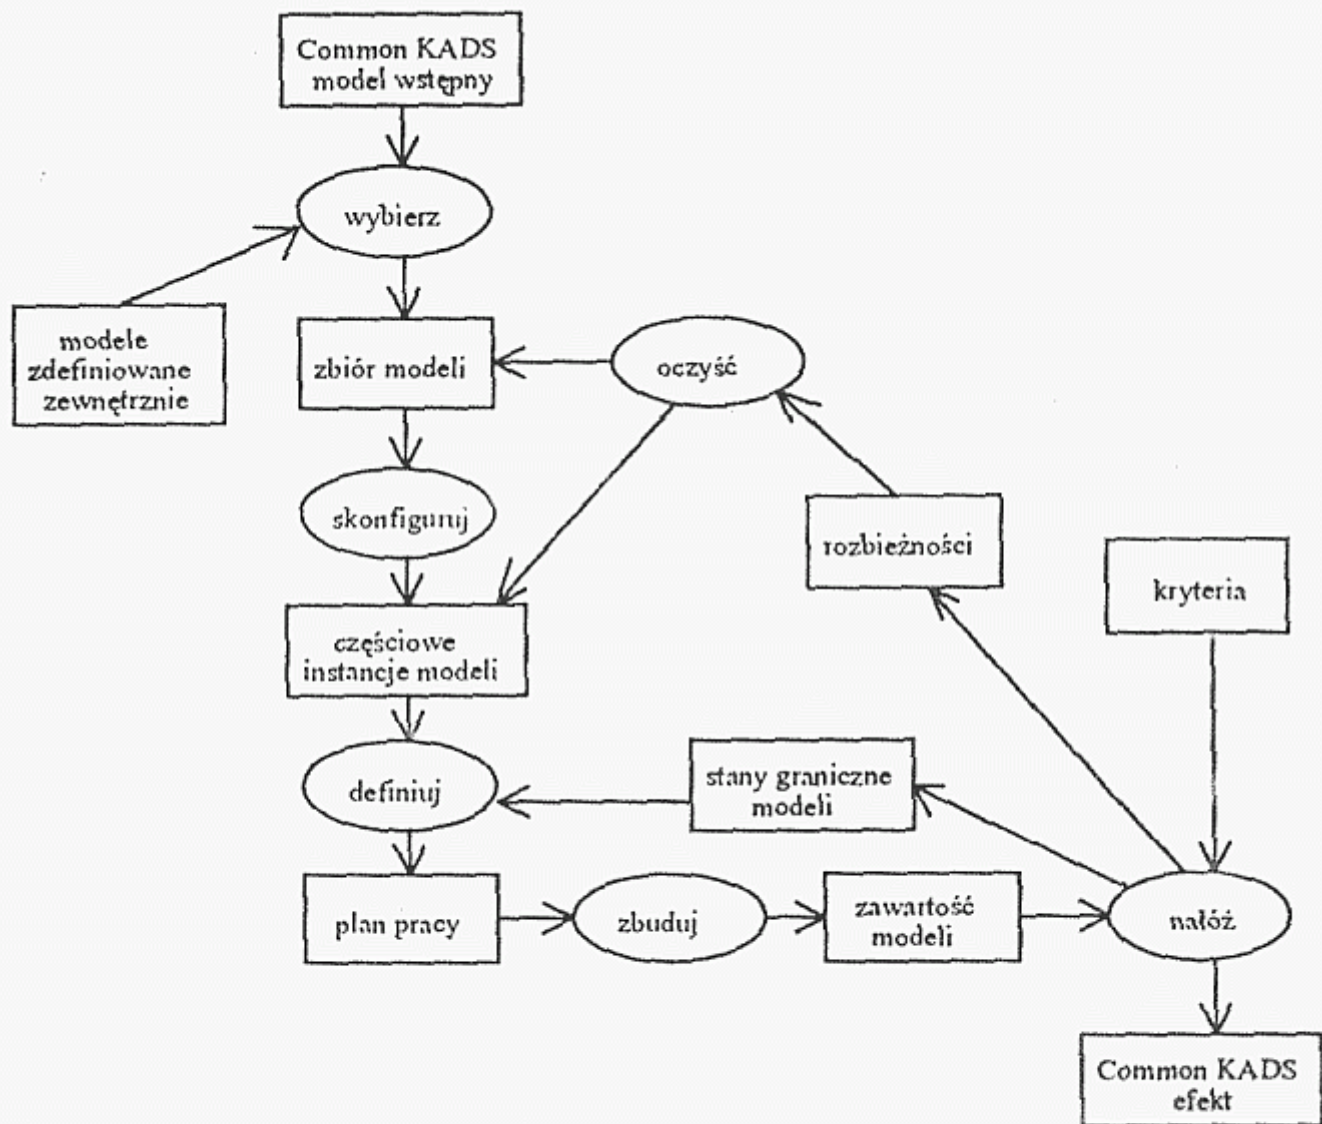 Common KADS
model wstępny
wybierz
modele
zdefiniowane
zewnętrznie
zbiór modeli
oczyść
skonfiguruj
rozbieżności
kryteria
częściowe
instancje modeli
definiuj
stany graniczne
modeli
plan pracy
zbuduj
zawartość
modeli
nałóż
Common KADS
efekt